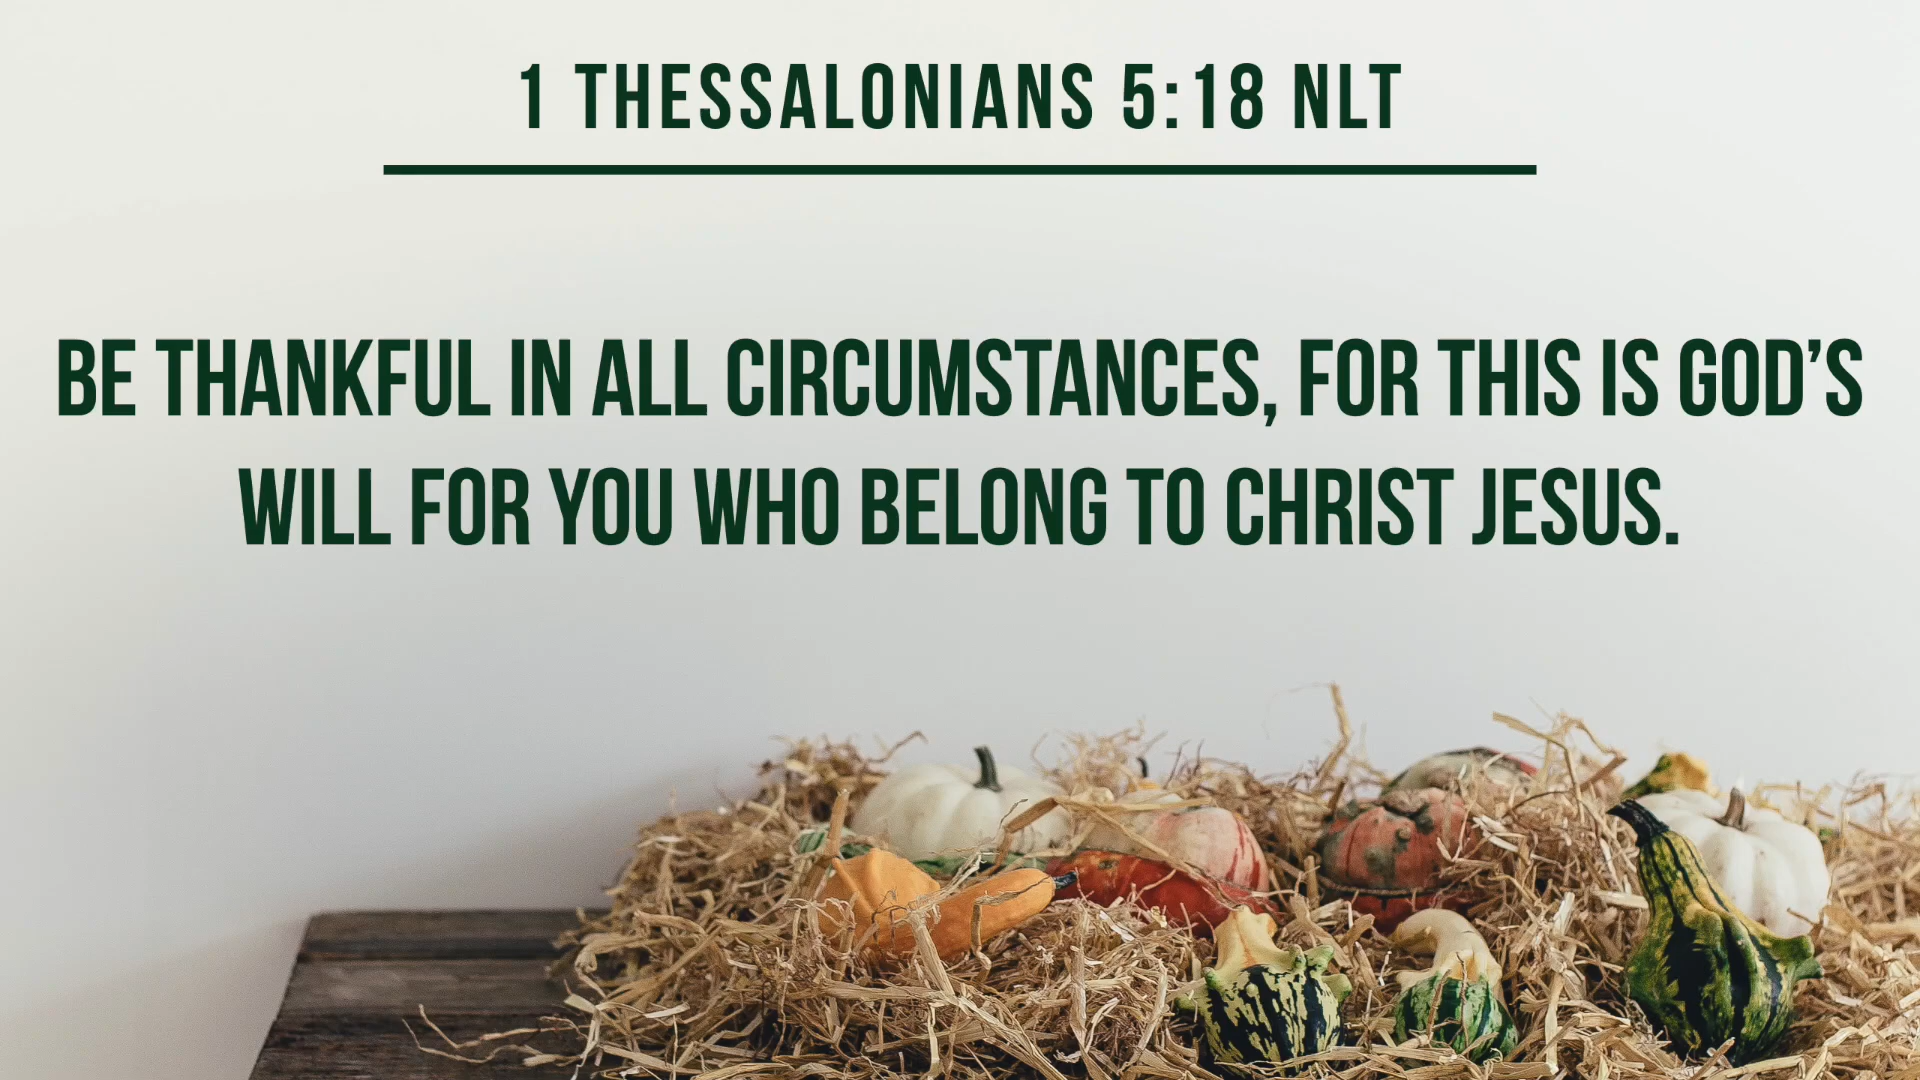 1 THESSALONIANS 5:18 NLT
BE THANKFUL IN ALL CIRCUMSTANCES, FOR THIS IS GOD’S
WILL FOR YOU WHO BELONG TO CHRIST JESUS.